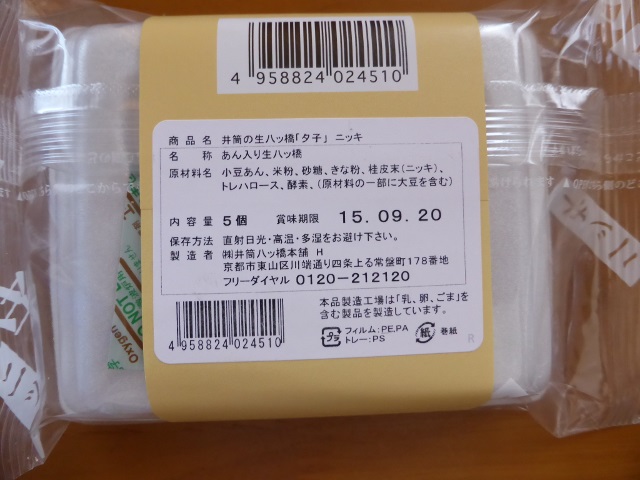 4 958824 024510
商品名 井筒の生八ッ橋「夕子」 ニッキ
名称 あん入り生八ッ橋
原材料名 小豆あん、米粉、砂糖、きな粉、桂皮末(ニッキ)、
トレハロース、酵素、(原材料の一部に大豆を含む)
内容量 5個 賞味期限 15.09.20
保存方法 直射日光・高温・多湿をお避け下さい。
製造者 ㈱井筒八ッ橋本舗 H
京都市東山区川端通り四条上る常盤町178番地
フリーダイヤル 0120-212120
本品製造工場は「乳、卵、ごま」を
含む製品を製造しています。
4 958824 024510
プラ フィルム:PE,PA
トレー:PS
紙 巻紙
R
DO NOT
Oxygen